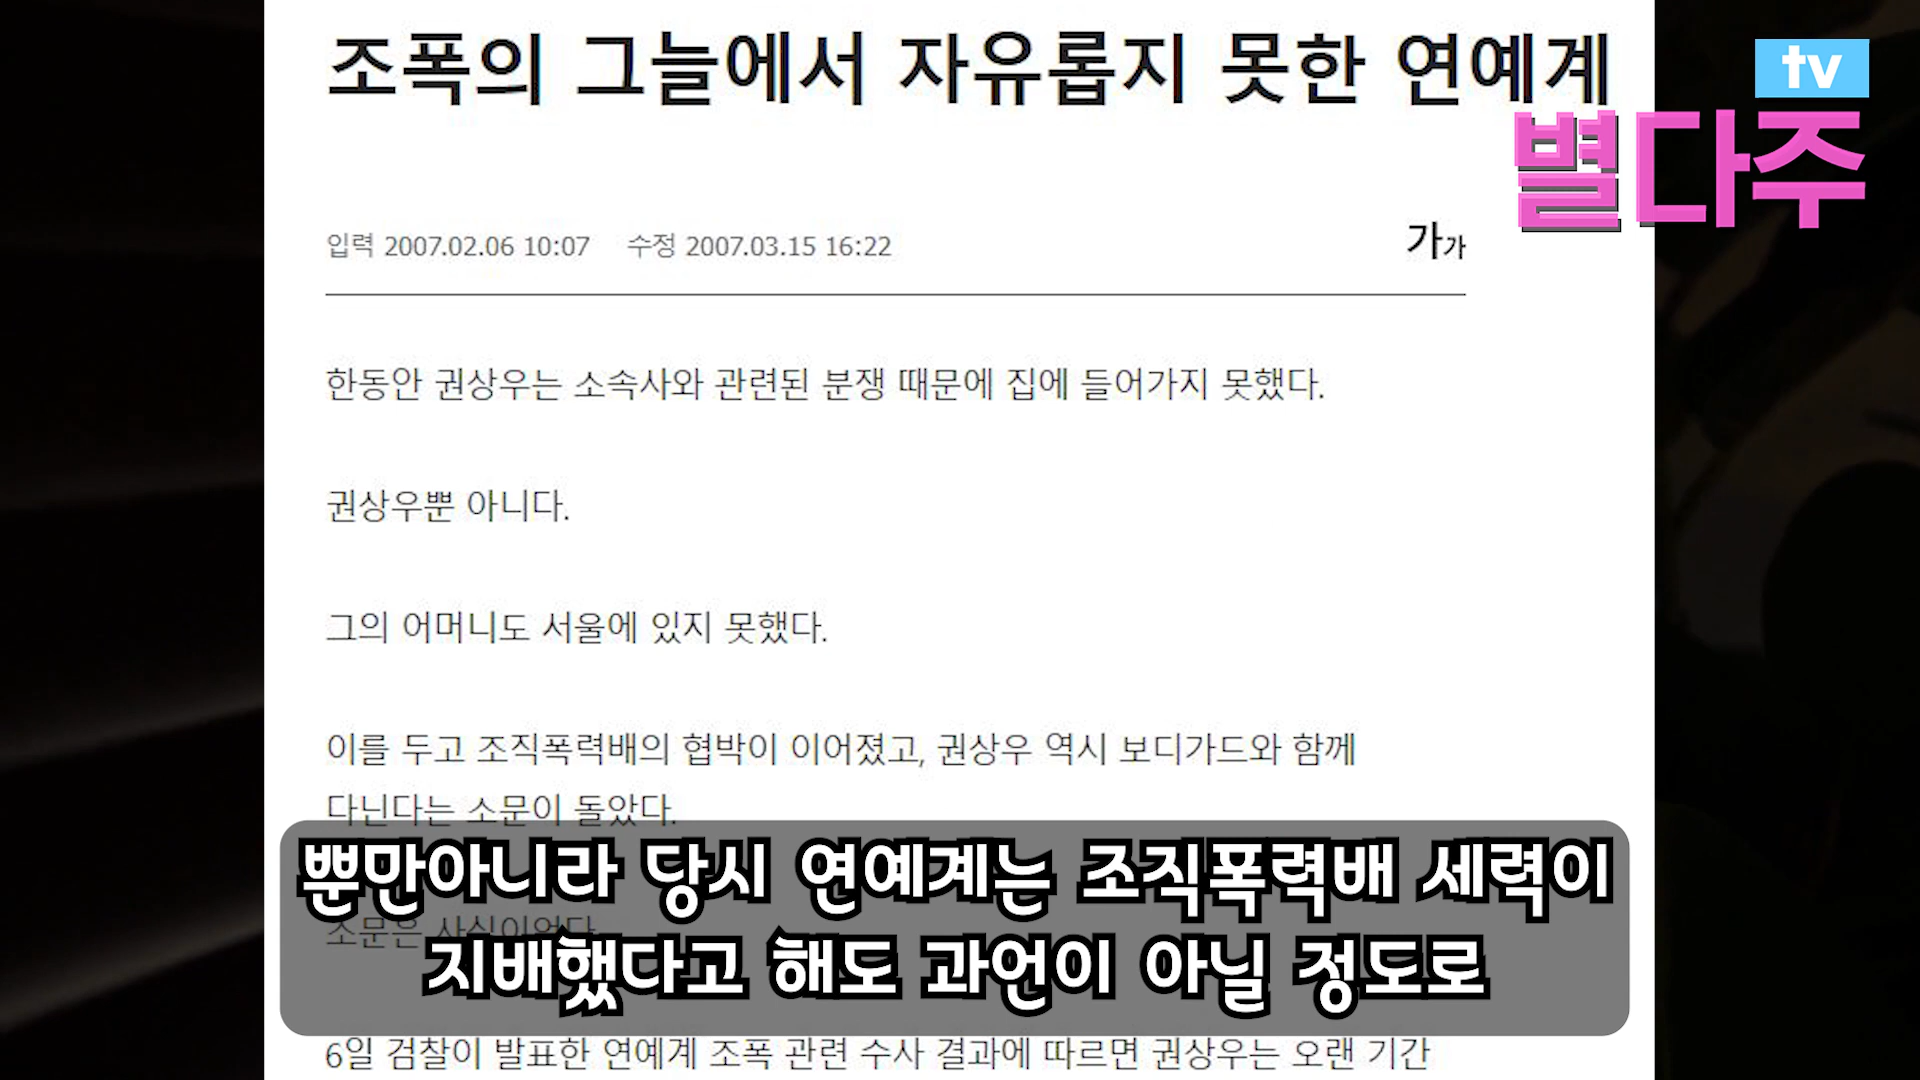 조폭의 그늘에서 자유롭지 못한 연예계
tv
별다주
입력 2007.02.06 10:07 수정 2007.03.15 16:22
가가
한동안 권상우는 소속사와 관련된 분쟁 때문에 집에 들어가지 못했다.
권상우뿐 아니다.
그의 어머니도 서울에 있지 못했다.
이를 두고 조직폭력배의 협박이 이어졌고, 권상우 역시 보디가드와 함께
다닌다는 소문이 돌았다.
뿐만아니라 당시 연예계는 조직폭력배 세력이
소문은 사실이었다.
지배했다고 해도 과언이 아닐 정도로
6일 검찰이 발표한 연예계 조폭 관련 수사 결과에 따르면 권상우는 오랜 기간